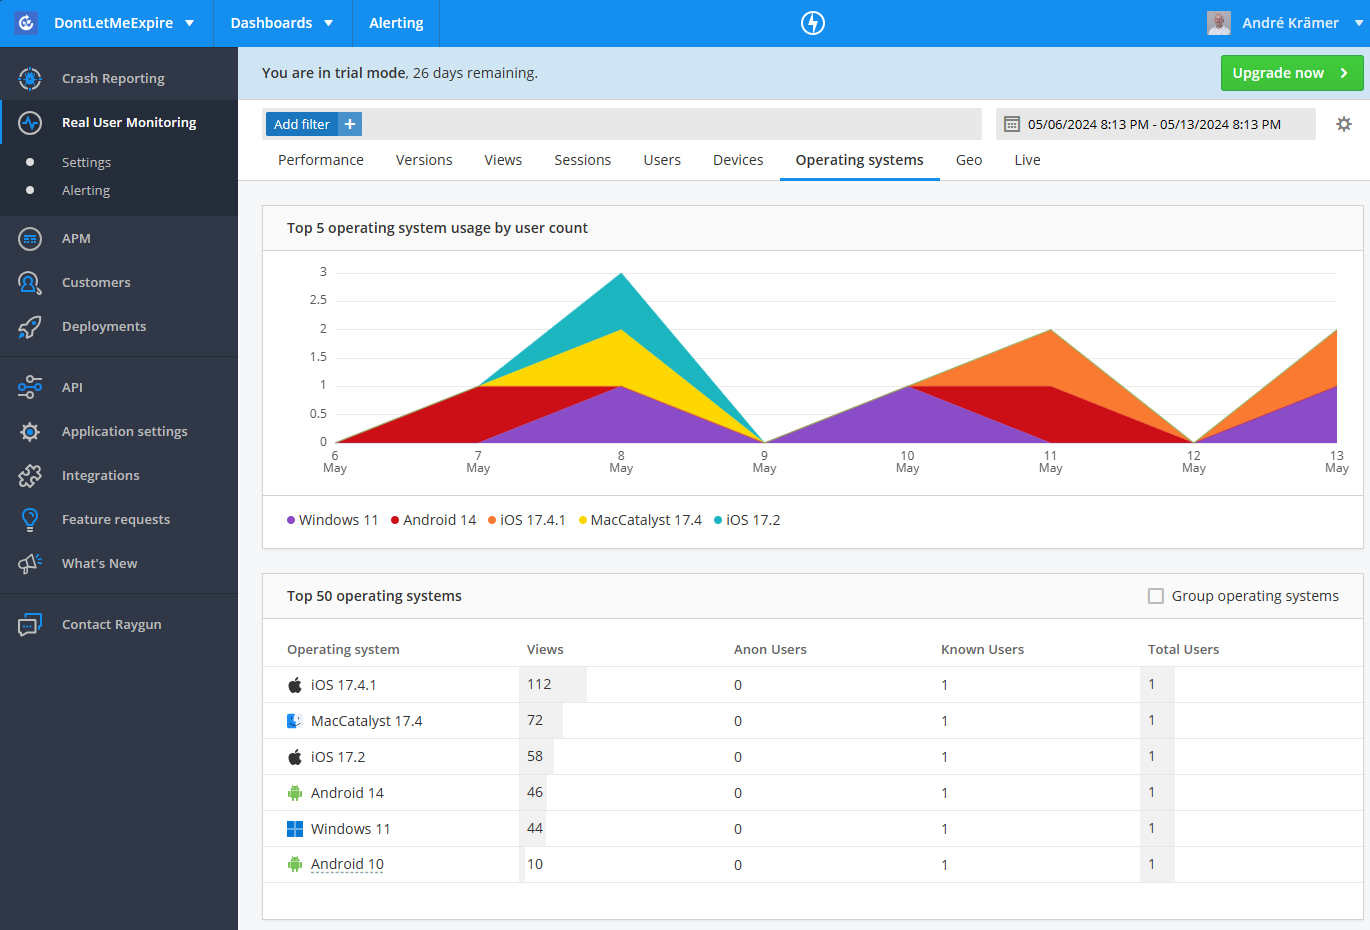 DontLetMeExpire
Dashboards
Alerting
André Krämer
Crash Reporting
Real User Monitoring
Settings
Alerting
APM
Customers
Deployments
API
Application settings
Integrations
Feature requests
What's New
Contact Raygun
You are in trial mode, 26 days remaining.
Upgrade now
Add filter +
05/06/2024 8:13 PM - 05/13/2024 8:13 PM
Performance Versions Views Sessions Users Devices Operating systems Geo Live
Top 5 operating system usage by user count
3
2.5
2
1.5
1
0.5
0
6 7 8 9 10 11 12 13
May May May May May May May May
Windows 11 Android 14 iOS 17.4.1 MacCatalyst 17.4 iOS 17.2
Top 50 operating systems
Group operating systems
Operating system Views Anon Users Known Users Total Users
iOS 17.4.1 112 0 1 1
MacCatalyst 17.4 72 0 1 1
iOS 17.2 58 0 1 1
Android 14 46 0 1 1
Windows 11 44 0 1 1
Android 10 10 0 1 1